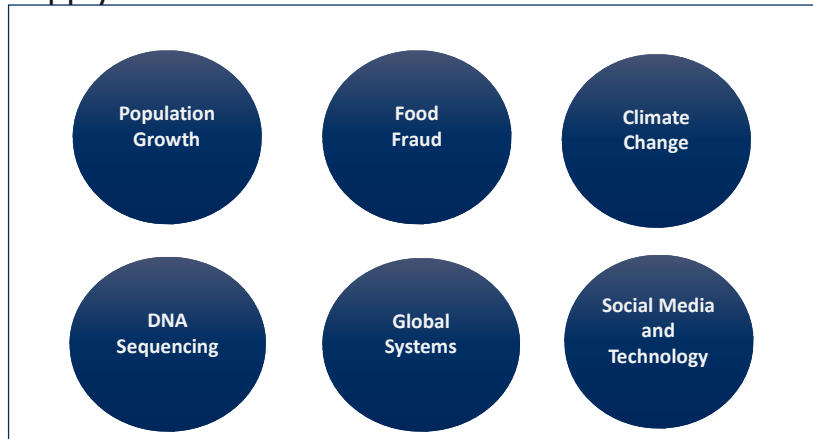 Population
Growth
Food
Fraud
Climate
Change
DNA
Sequencing
Global
Systems
Social Media
and
Technology